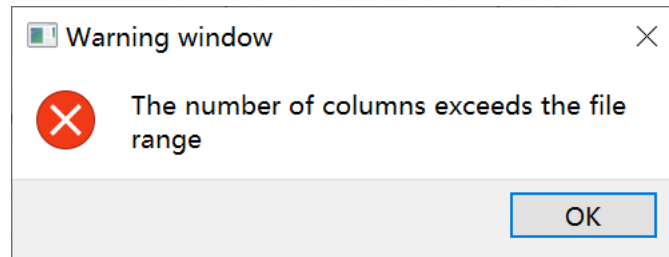 Warning window
The number of columns exceeds the file
range
OK